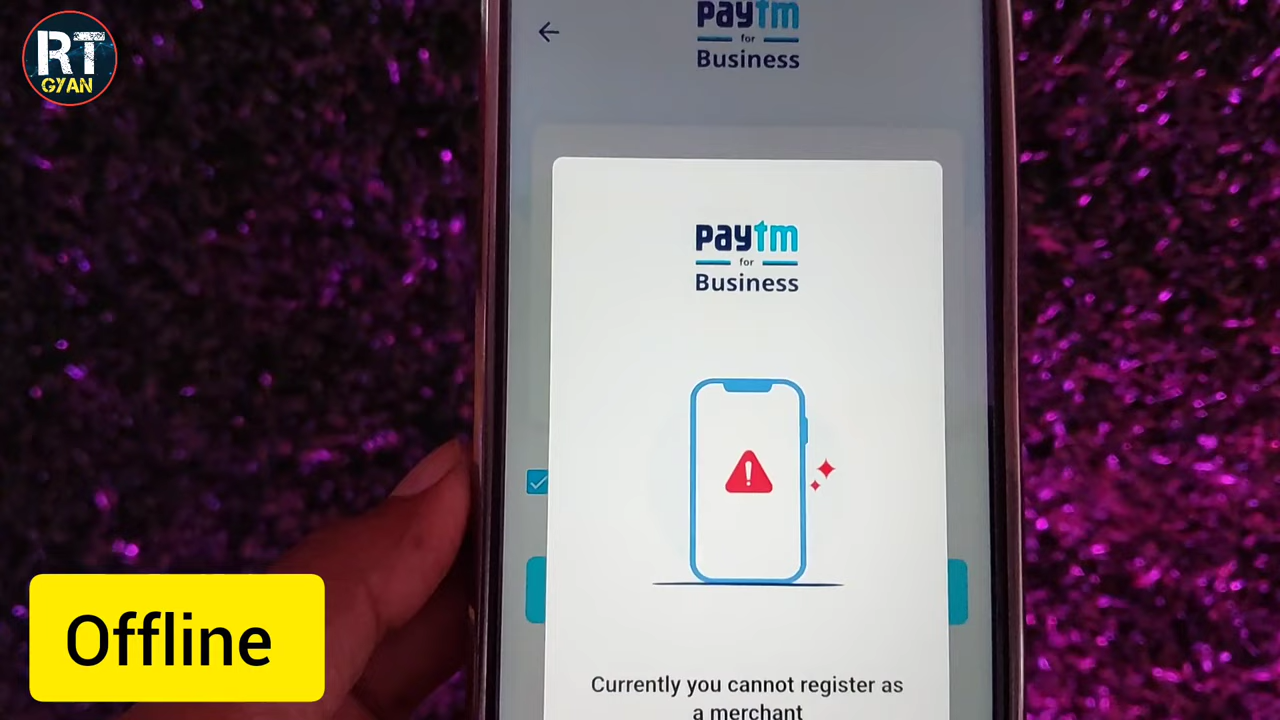 RT
GYAN
paytm
for
Business
paytm
for
Business
Currently you cannot register as
a merchant
Offline